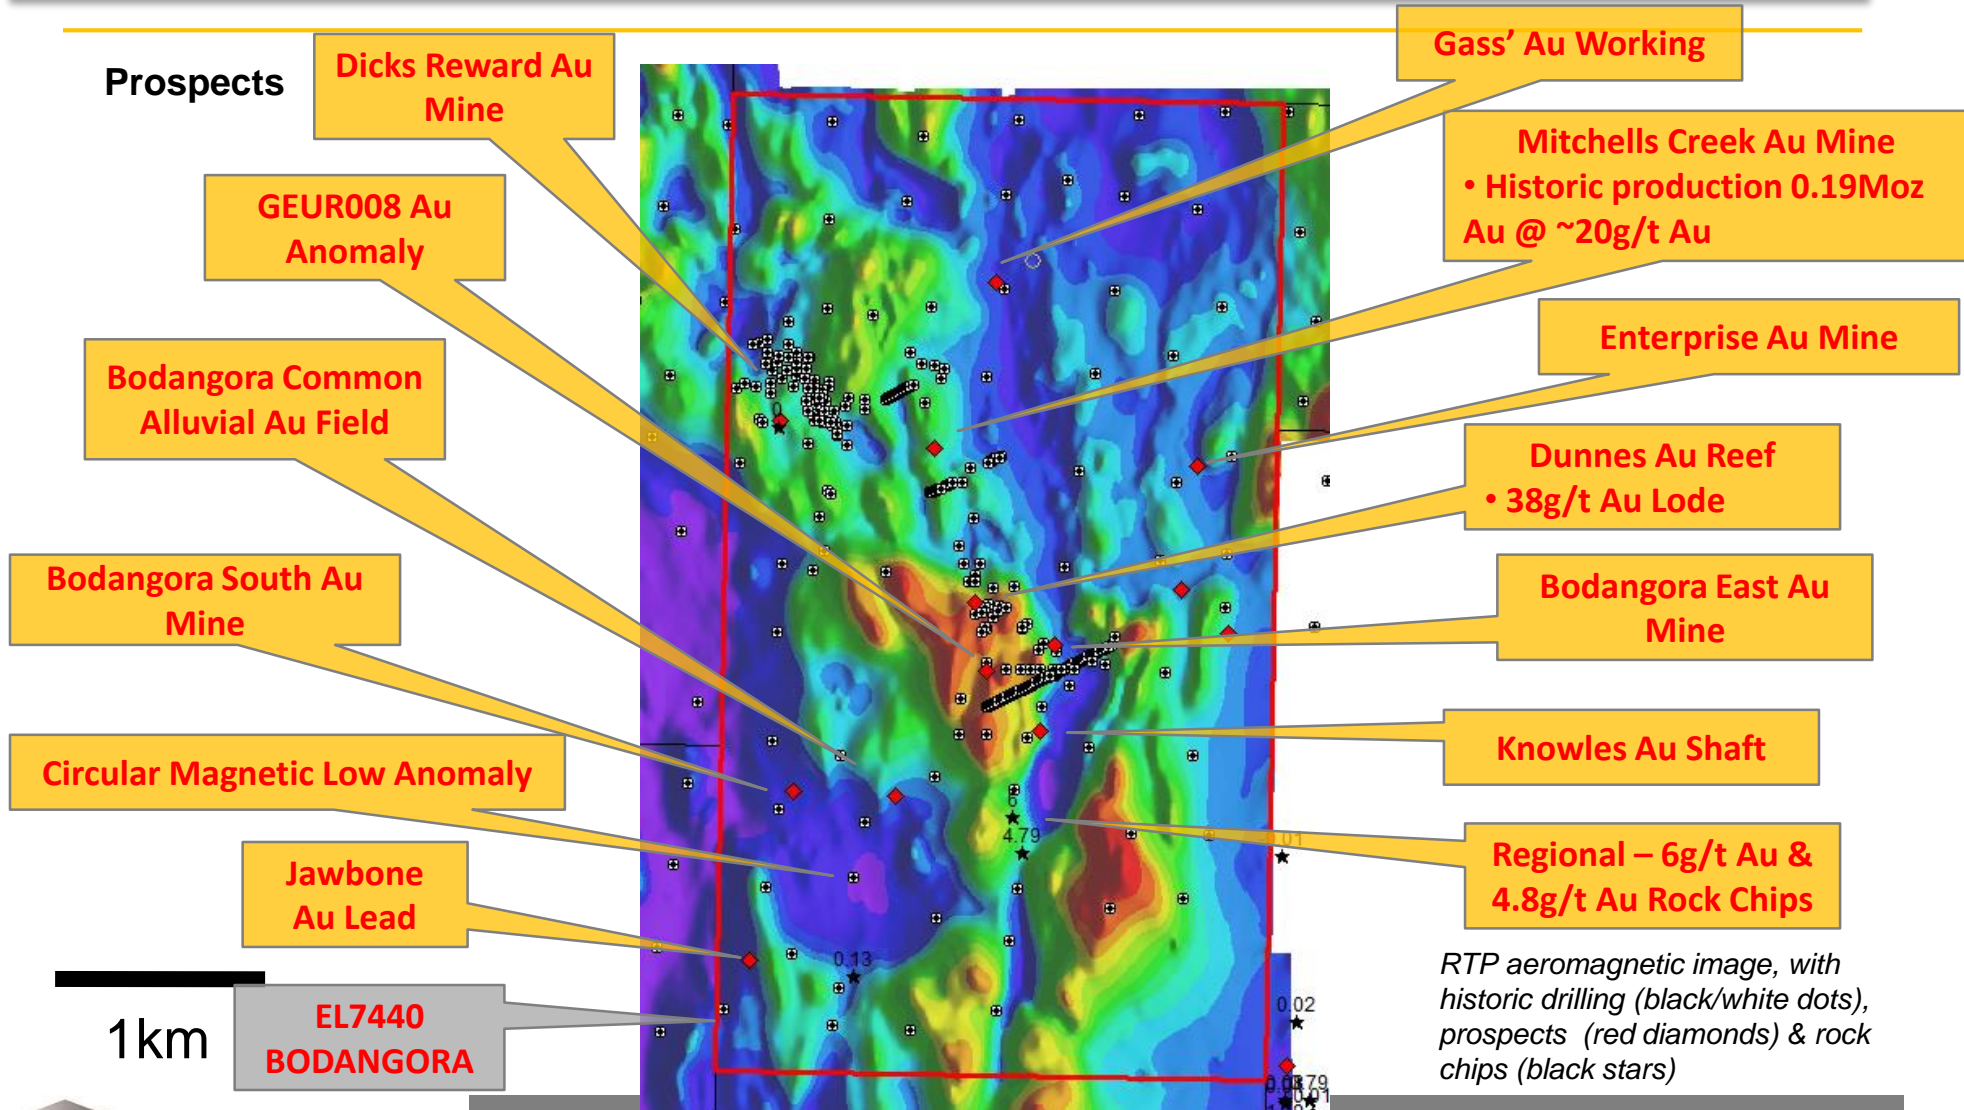 Prospects
Dicks Reward Au
Mine
Gass’ Au Working
Mitchells Creek Au Mine
• Historic production 0.19Moz
Au @ ~20g/t Au
GEUR008 Au
Anomaly
Enterprise Au Mine
Bodangora Common
Alluvial Au Field
Dunnes Au Reef
• 38g/t Au Lode
Bodangora South Au
Mine
Bodangora East Au
Mine
Knowles Au Shaft
Circular Magnetic Low Anomaly
Regional – 6g/t Au &
4.8g/t Au Rock Chips
Jawbone
Au Lead
0
6
4.79
0.13
0.02
1km
EL7440
BODANGORA
RTP aeromagnetic image, with
historic drilling (black/white dots),
prospects (red diamonds) & rock
chips (black stars)